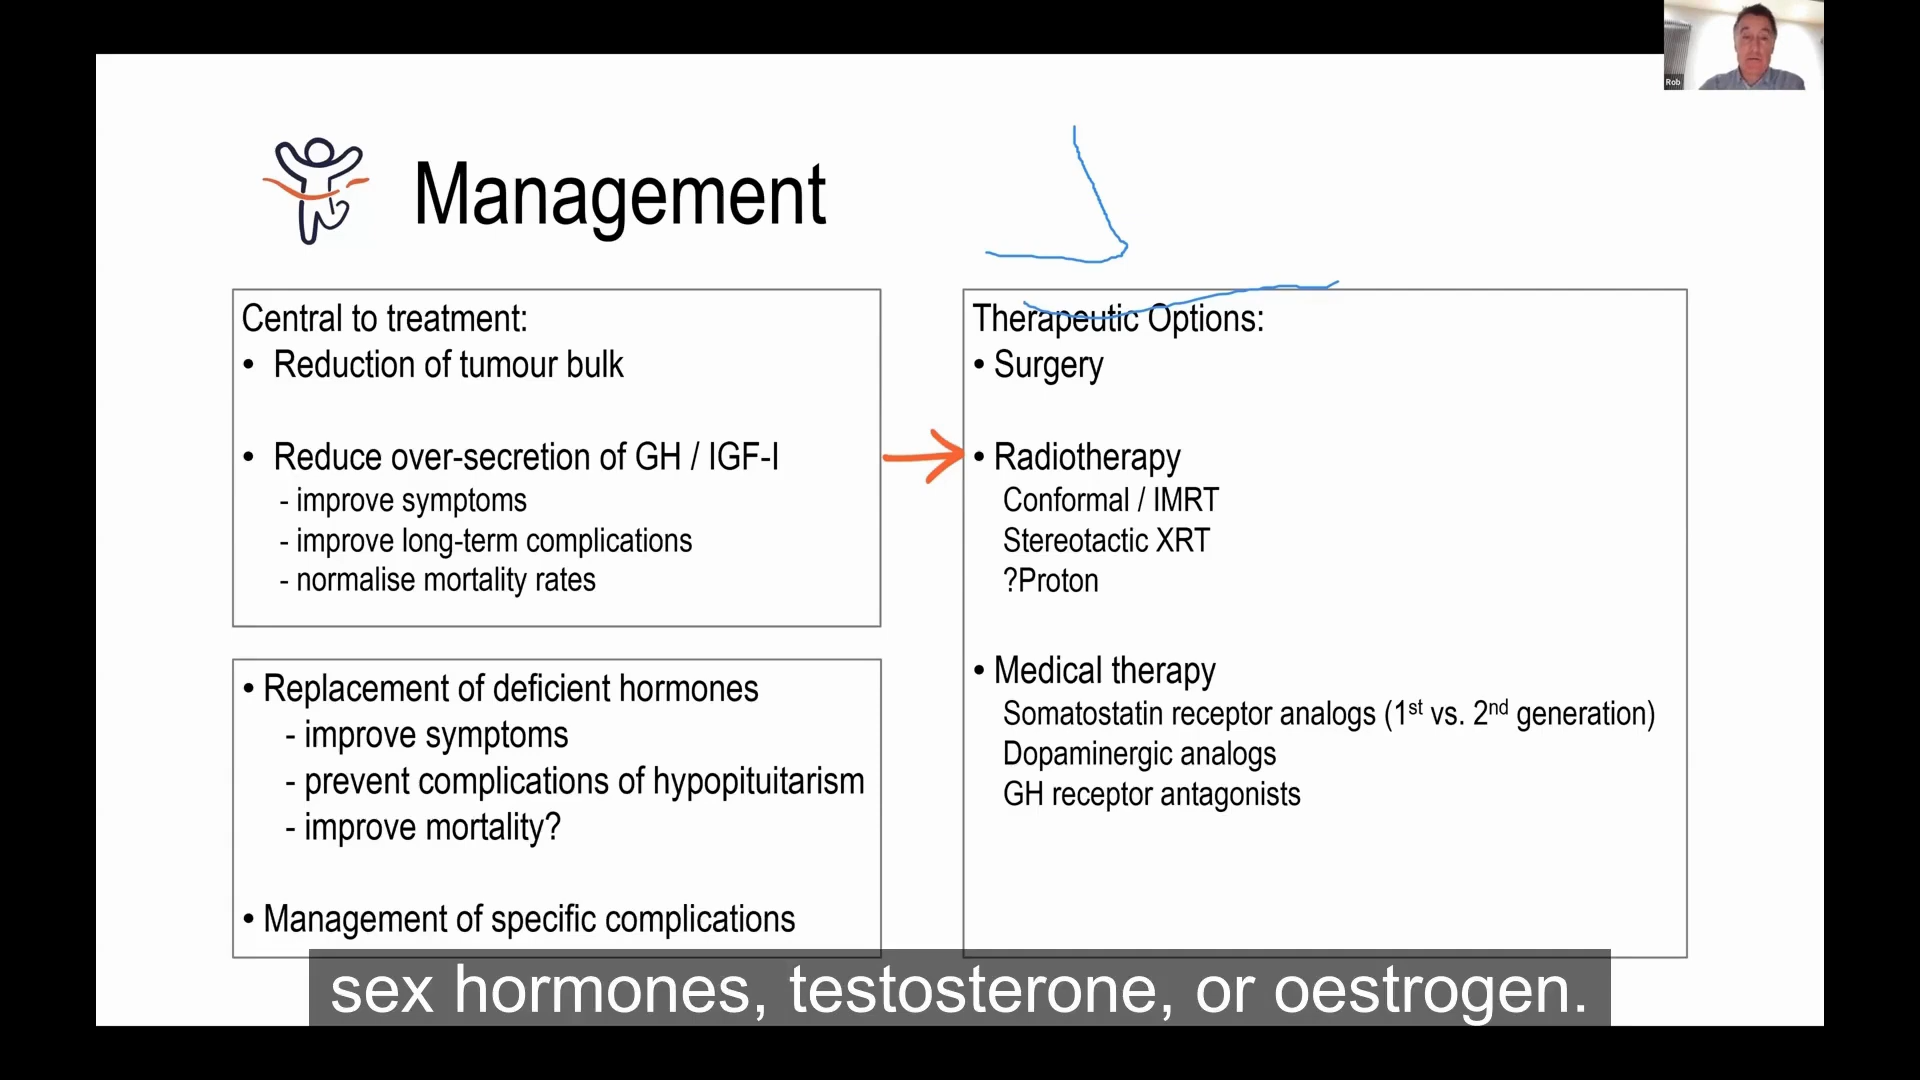 Rob
Management
Central to treatment:
• Reduction of tumour bulk
• Reduce over-secretion of GH / IGF-I
- improve symptoms
- improve long-term complications
- normalise mortality rates
• Replacement of deficient hormones
- improve symptoms
- prevent complications of hypopituitarism
- improve mortality?
• Management of specific complications
Therapeutic Options:
• Surgery
• Radiotherapy
Conformal / IMRT
Stereotactic XRT
?Proton
• Medical therapy
Somatostatin receptor analogs (1st vs. 2nd generation)
Dopaminergic analogs
GH receptor antagonists
sex hormones, testosterone, or oestrogen.